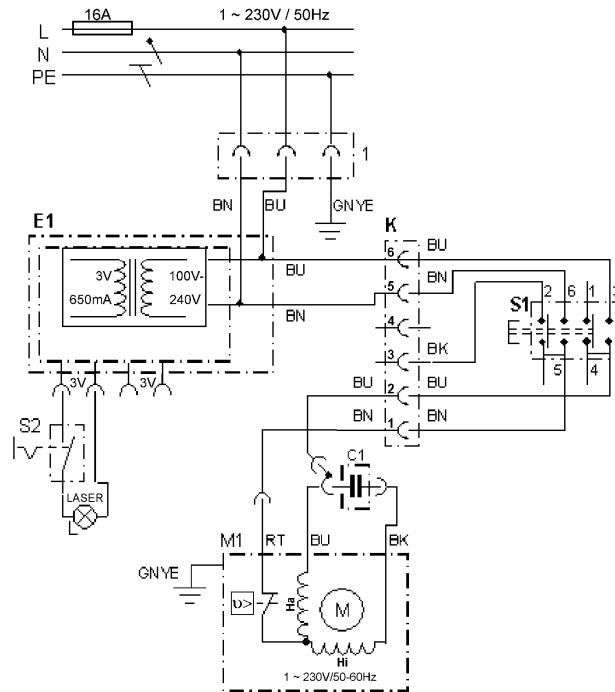 16A 1 ~ 230V / 50Hz
L
N
PE
1
BN BU GNYE
E1
K
BU 6 BU
3V 100V-
650mA 240V
BN 5 BN
4
3 BK
S1 2 6 1 3
5 4
3V 3V
BU 2 BU
BN 1 BN
S2
C1
LASER
M1 RT BU BK
GNYE
υ>
Ha
M
Hi
1 ~ 230V/50-60Hz